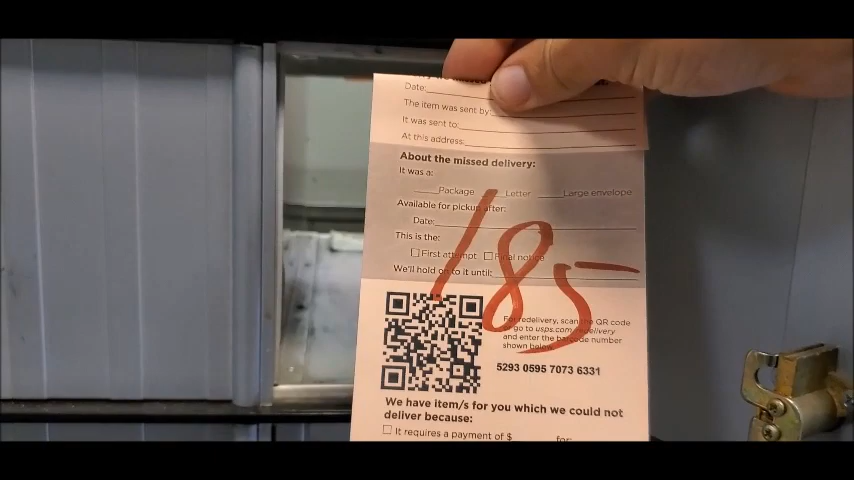 Date:
The item was sent by:
It was sent to:
At this address:
About the missed delivery:
It was a:
Package Letter Large envelope
Available for pickup after:
Date:
This is the:
First attempt Final notice
We'll hold on to it until:
185
For redelivery, scan the QR code
or go to usps.com/redelivery
and enter the barcode number
shown below.
5293 0595 7073 6331
We have item/s for you which we could not
deliver because:
It requires a payment of $ for: